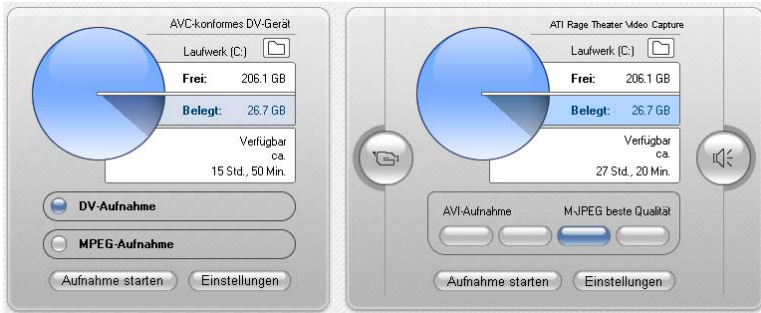 AVC-konformes DV-Gerät
Laufwerk (C:)
Frei: 206.1 GB
Belegt: 26.7 GB
Verfügbar
ca.
15 Std., 50 Min.
DV-Aufnahme
MPEG-Aufnahme
Aufnahme starten
Einstellungen
ATI Rage Theater Video Capture
Laufwerk (C:)
Frei: 206.1 GB
Belegt: 26.7 GB
Verfügbar
ca.
27 Std., 20 Min.
AVI-Aufnahme M-JPEG beste Qualität
Aufnahme starten
Einstellungen